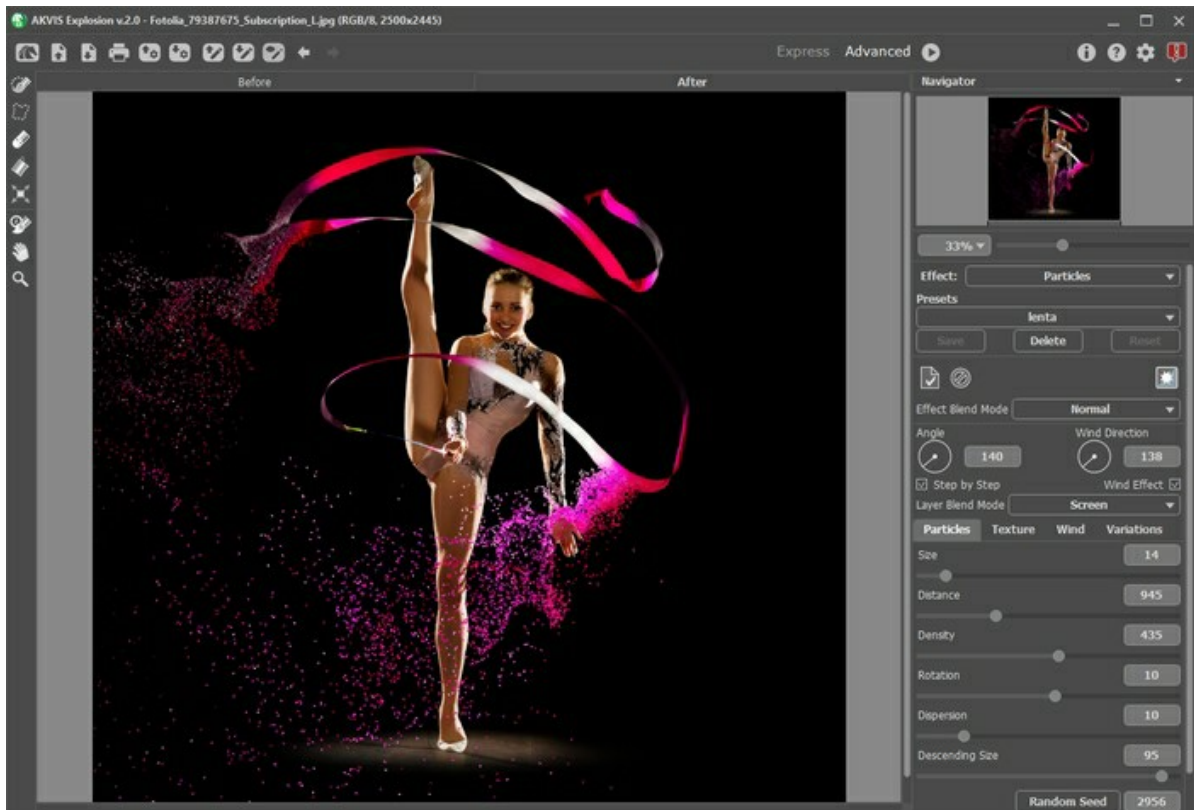 AKVIS Explosion v.2.0 - Fotolia_79387675_Subscription_L.jpg (RGB/8, 2500x2445)
Express Advanced
Before After
Navigator
33%
Effect: Particles
Presets
lenta
Save Delete Reset
Effect Blend Mode Normal
Angle Wind Direction
140 138
Step by Step Wind Effect
Layer Blend Mode Screen
Particles Texture Wind Variations
Size 14
Distance 945
Density 435
Rotation 10
Dispersion 10
Descending Size 95
Random Seed 2956